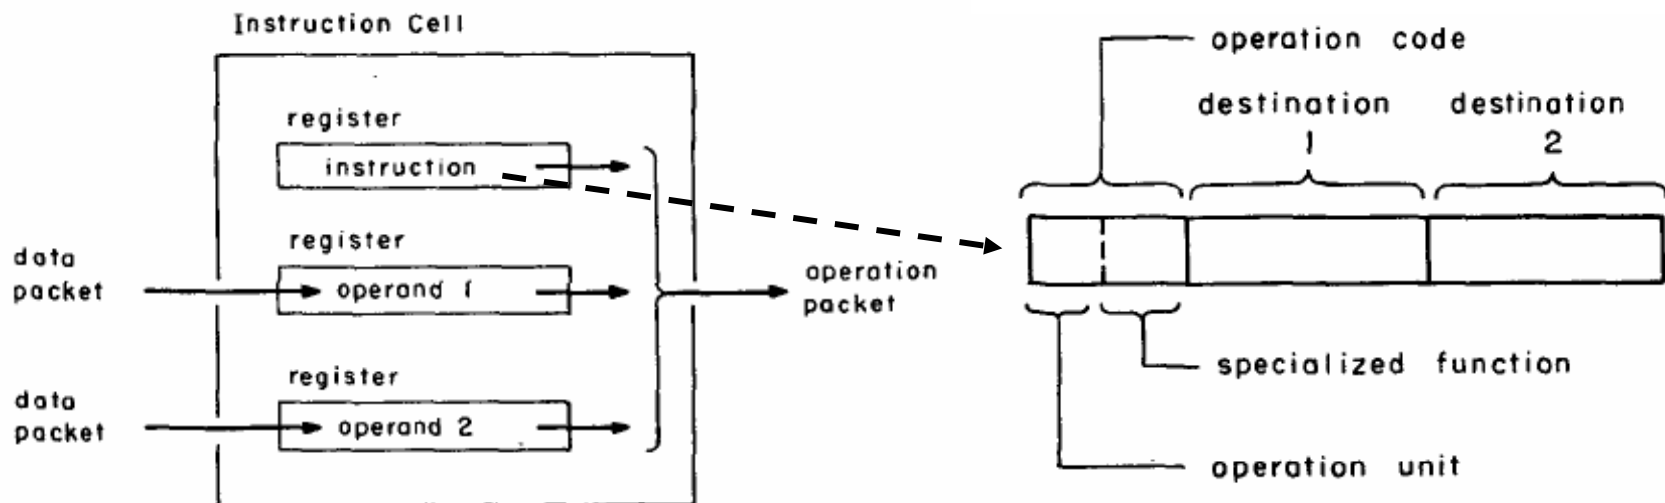 Instruction Cell
register
instruction
register
data
packet
operand 1
operation
packet
register
data
packet
operand 2
operation code
destination
1
destination
2
specialized function
operation unit